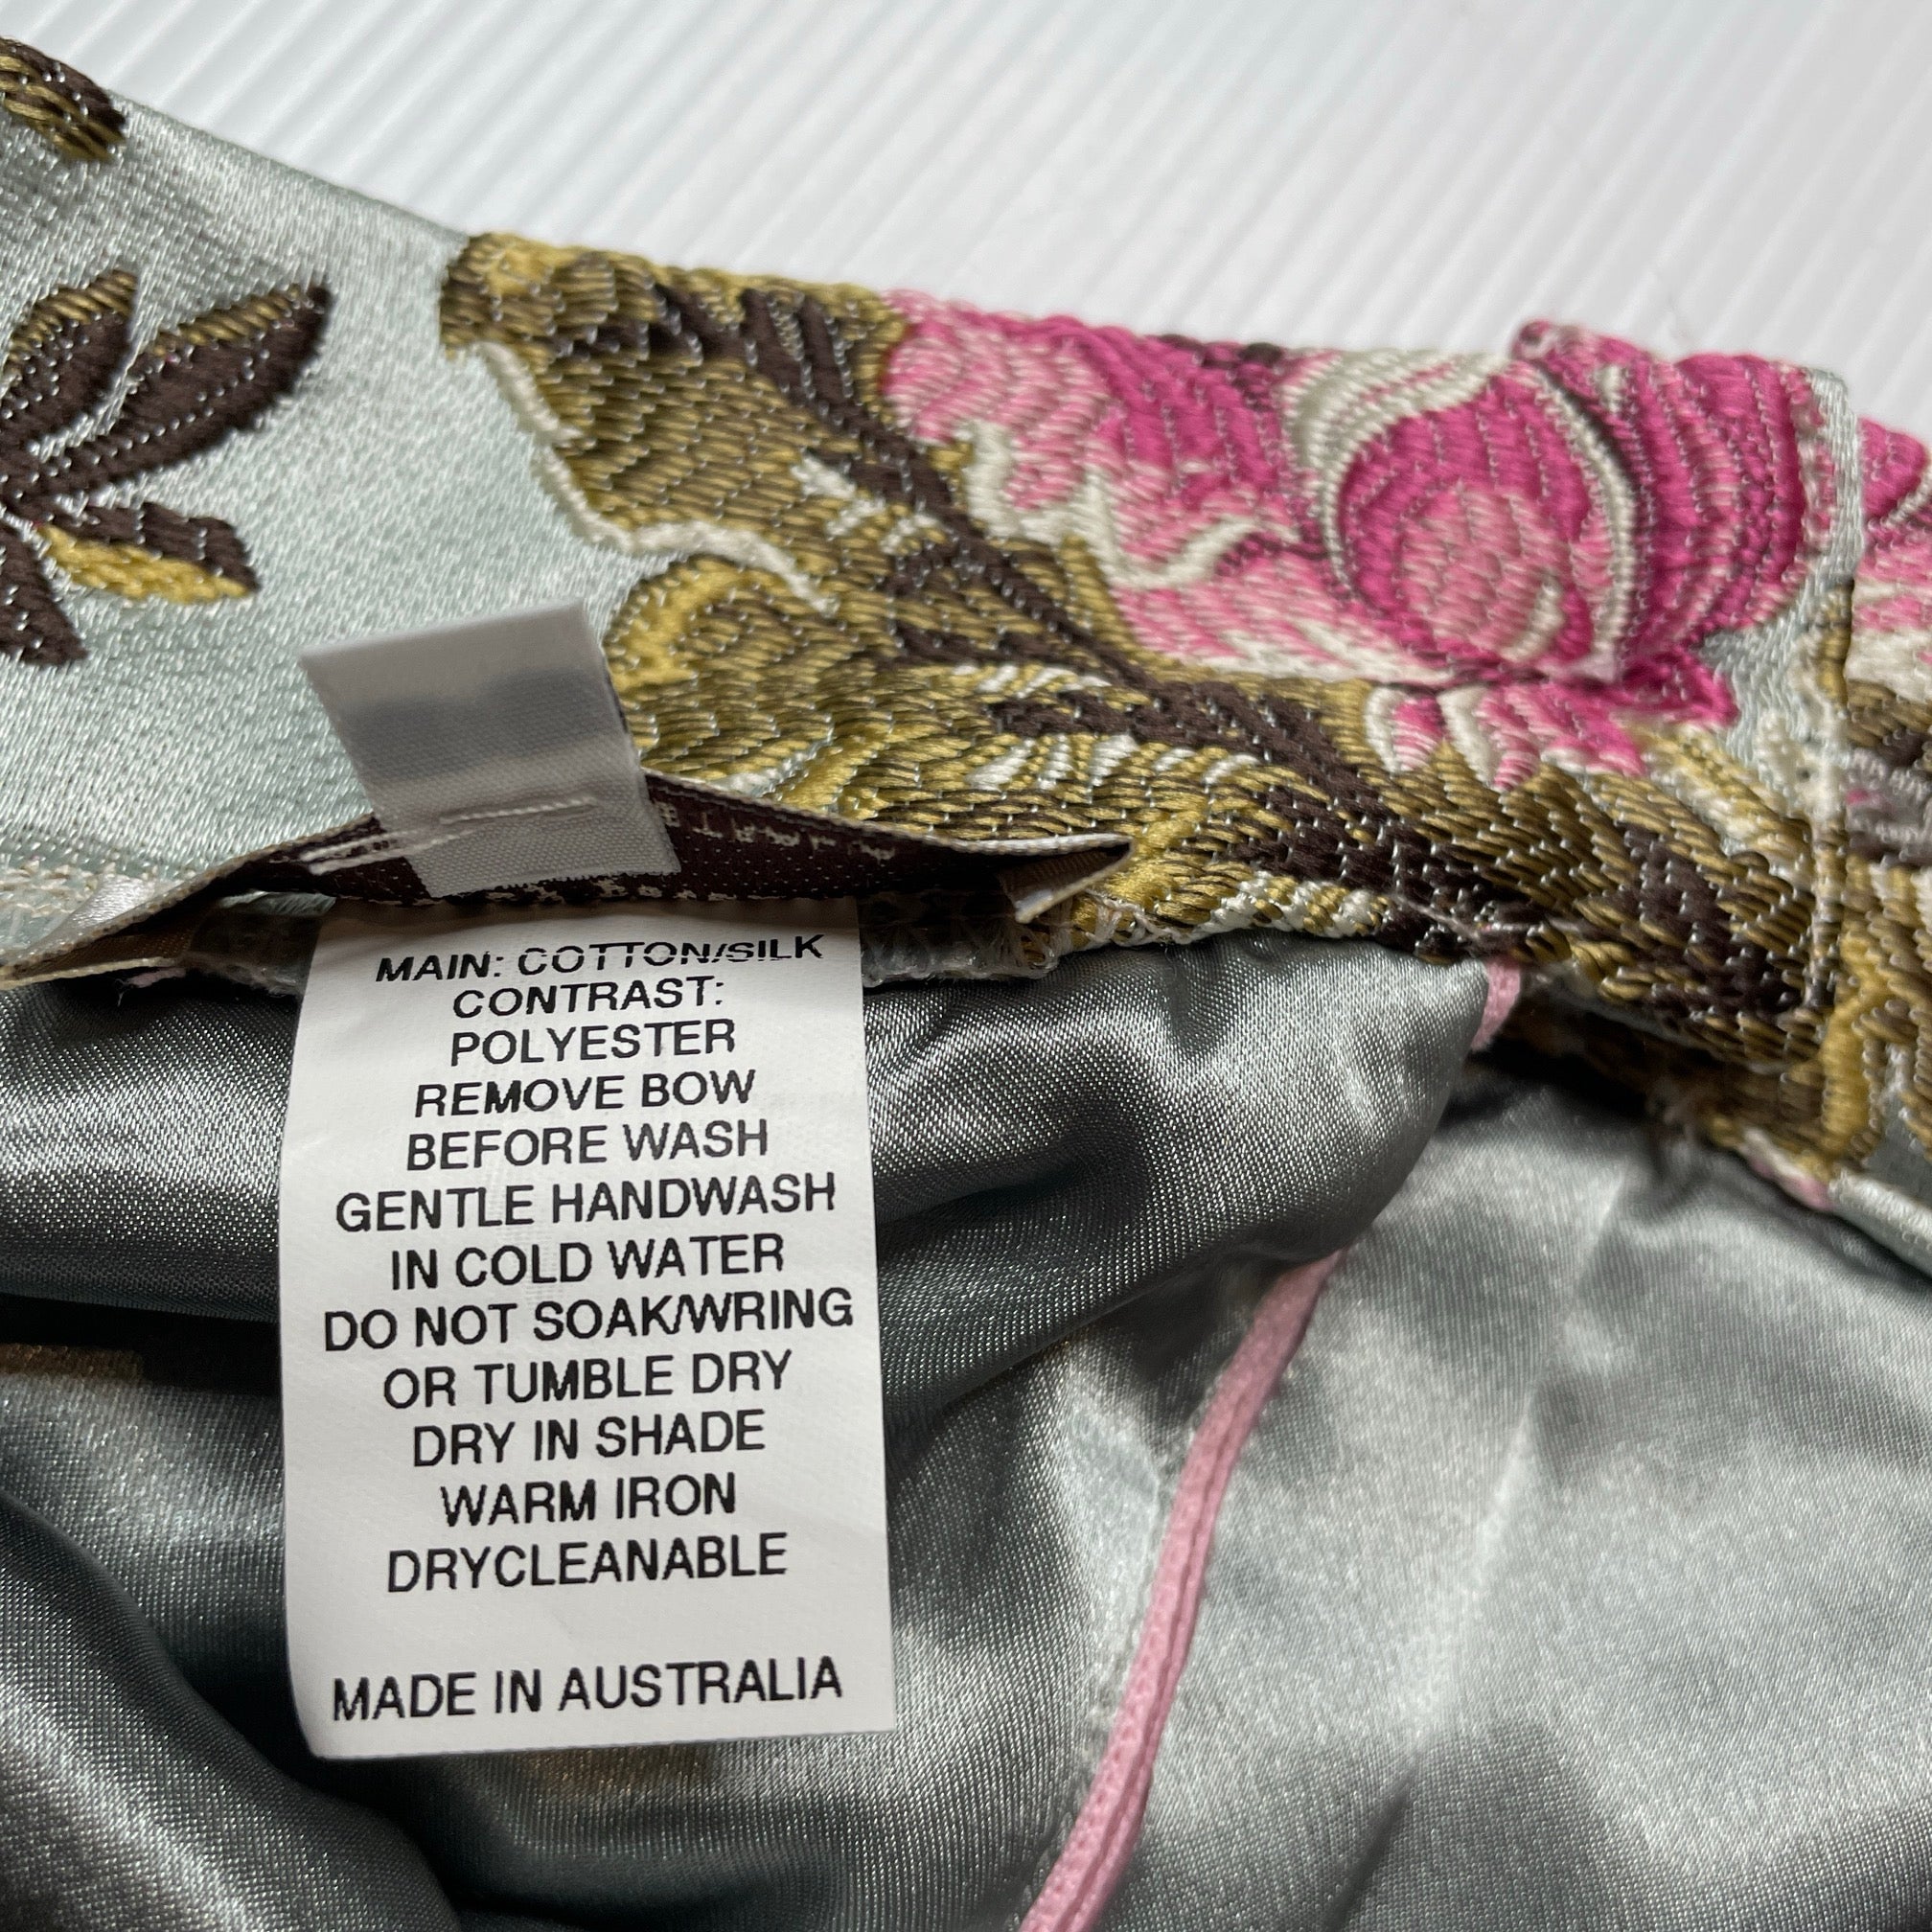 MAIN: COTTON/SILK
CONTRAST:
POLYESTER
REMOVE BOW
BEFORE WASH
GENTLE HANDWASH
IN COLD WATER
DO NOT SOAK/WRING
OR TUMBLE DRY
DRY IN SHADE
WARM IRON
DRYCLEANABLE
MADE IN AUSTRALIA